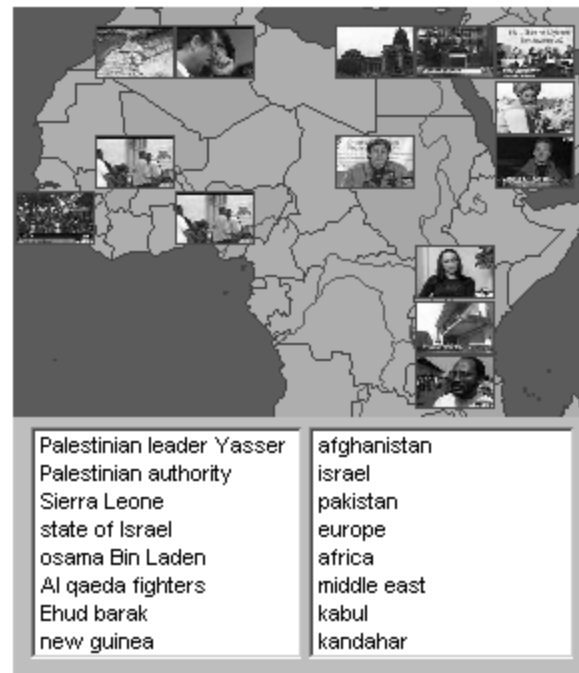 Palestinian leader Yasser
Palestinian authority
Sierra Leone
state of Israel
osama Bin Laden
Al qaeda fighters
Ehud barak
new guinea
afghanistan
israel
pakistan
europe
africa
middle east
kabul
kandahar